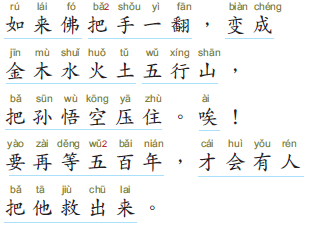 rú lái fó bǎ2 shǒu yì fān biàn chéng
如来佛把手一翻，变成
jīn mù shuǐ huǒ tǔ wǔ xíng shān
金木水火土五行山，
bǎ sūn wù kōng yā zhù ài
把孙悟空压住。唉！
yào zài děng wǔ2 bǎi nián cái huì yǒu rén
要再等五百年，才会有人
bǎ tā jiù chū lai
把他救出来。